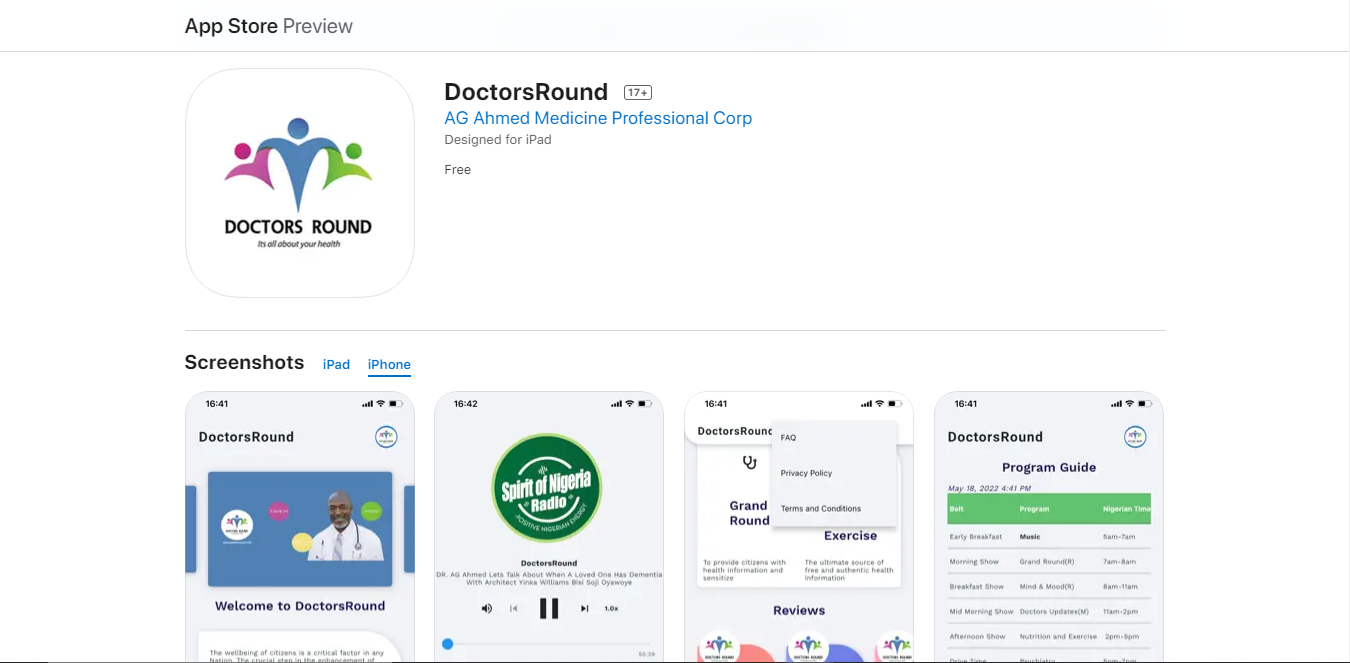 App Store Preview
DoctorsRound 17+
AG Ahmed Medicine Professional Corp
Designed for iPad
Free
DOCTORS ROUND
Its all about your health
Screenshots iPad iPhone
16:41
DoctorsRound
Welcome to DoctorsRound
The wellbeing of citizens is a critical factor in any
Nation. The crucial step in the enhancement of
16:42
Spirit of Nigeria
Radio
POSITIVE NIGERIAN ENERGY
DoctorsRound
DR. AG Ahmed Lets Talk About When A Loved One Has Dementia
With Architect Yinka Williams Bisi Soji Oyawoye
1.0x
55:39
16:41
DoctorsRound
FAQ
Privacy Policy
Terms and Conditions
Grand
Round
Exercise
To provide citizens with
health information and
sensitize
The ultimate source of
free and authentic health
information
Reviews
16:41
DoctorsRound
Program Guide
May 18, 2022 4:41 PM
Belt Program Nigerian Time
Early Breakfast Music 5am-7am
Morning Show Grand Round(R) 7am-8am
Breakfast Show Mind & Mood(R) 8am-11am
Mid Morning Show Doctors Updates(M) 11am-2pm
Afternoon Show Nutrition and Exercise 2pm-5pm
Drive Time Psychiatry 5pm-7pm